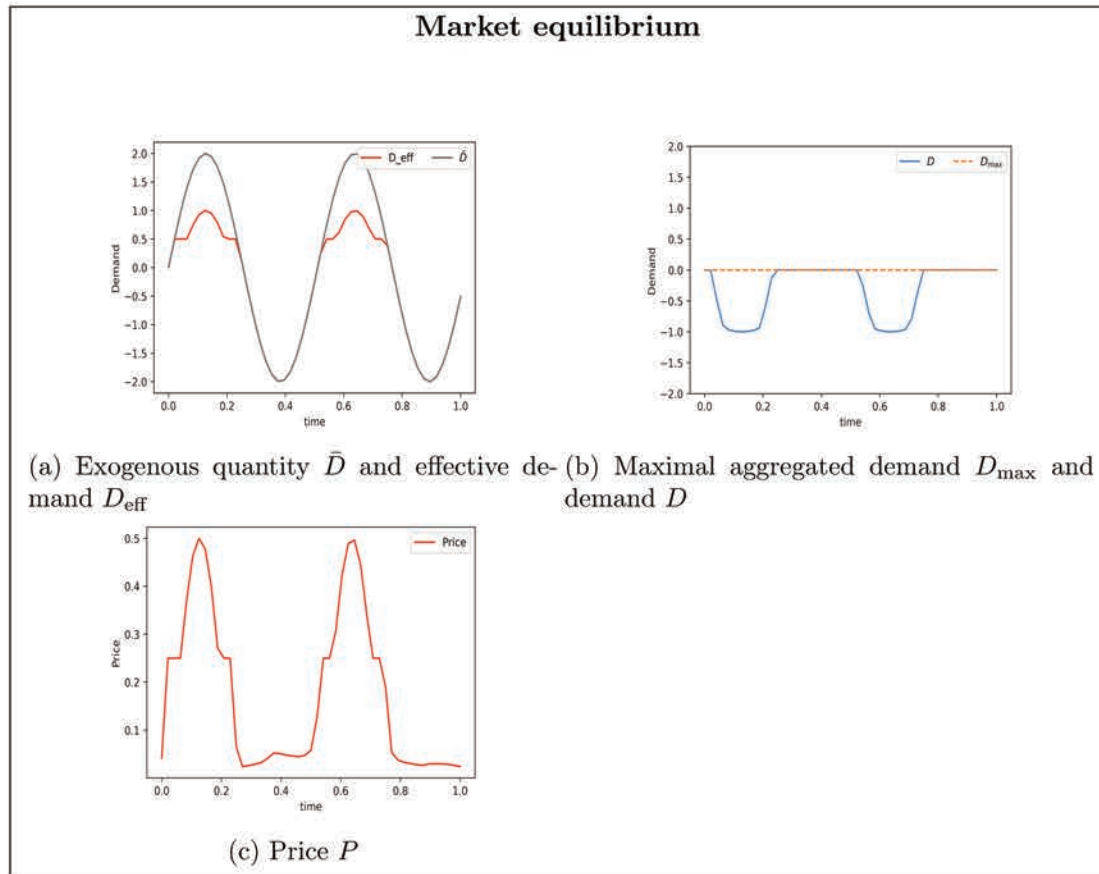 Market equilibrium
D_eff D̄
2.0
1.5
1.0
0.5
0.0
−0.5
−1.0
−1.5
−2.0
Demand
0.0 0.2 0.4 0.6 0.8 1.0
time
D D_max
2.0
1.5
1.0
0.5
0.0
−0.5
−1.0
−1.5
−2.0
Demand
0.0 0.2 0.4 0.6 0.8 1.0
time
(a) Exogenous quantity D̄ and effective de-
mand D_eff
(b) Maximal aggregated demand D_max and
demand D
Price
0.5
0.4
0.3
0.2
0.1
Price
0.0 0.2 0.4 0.6 0.8 1.0
time
(c) Price P